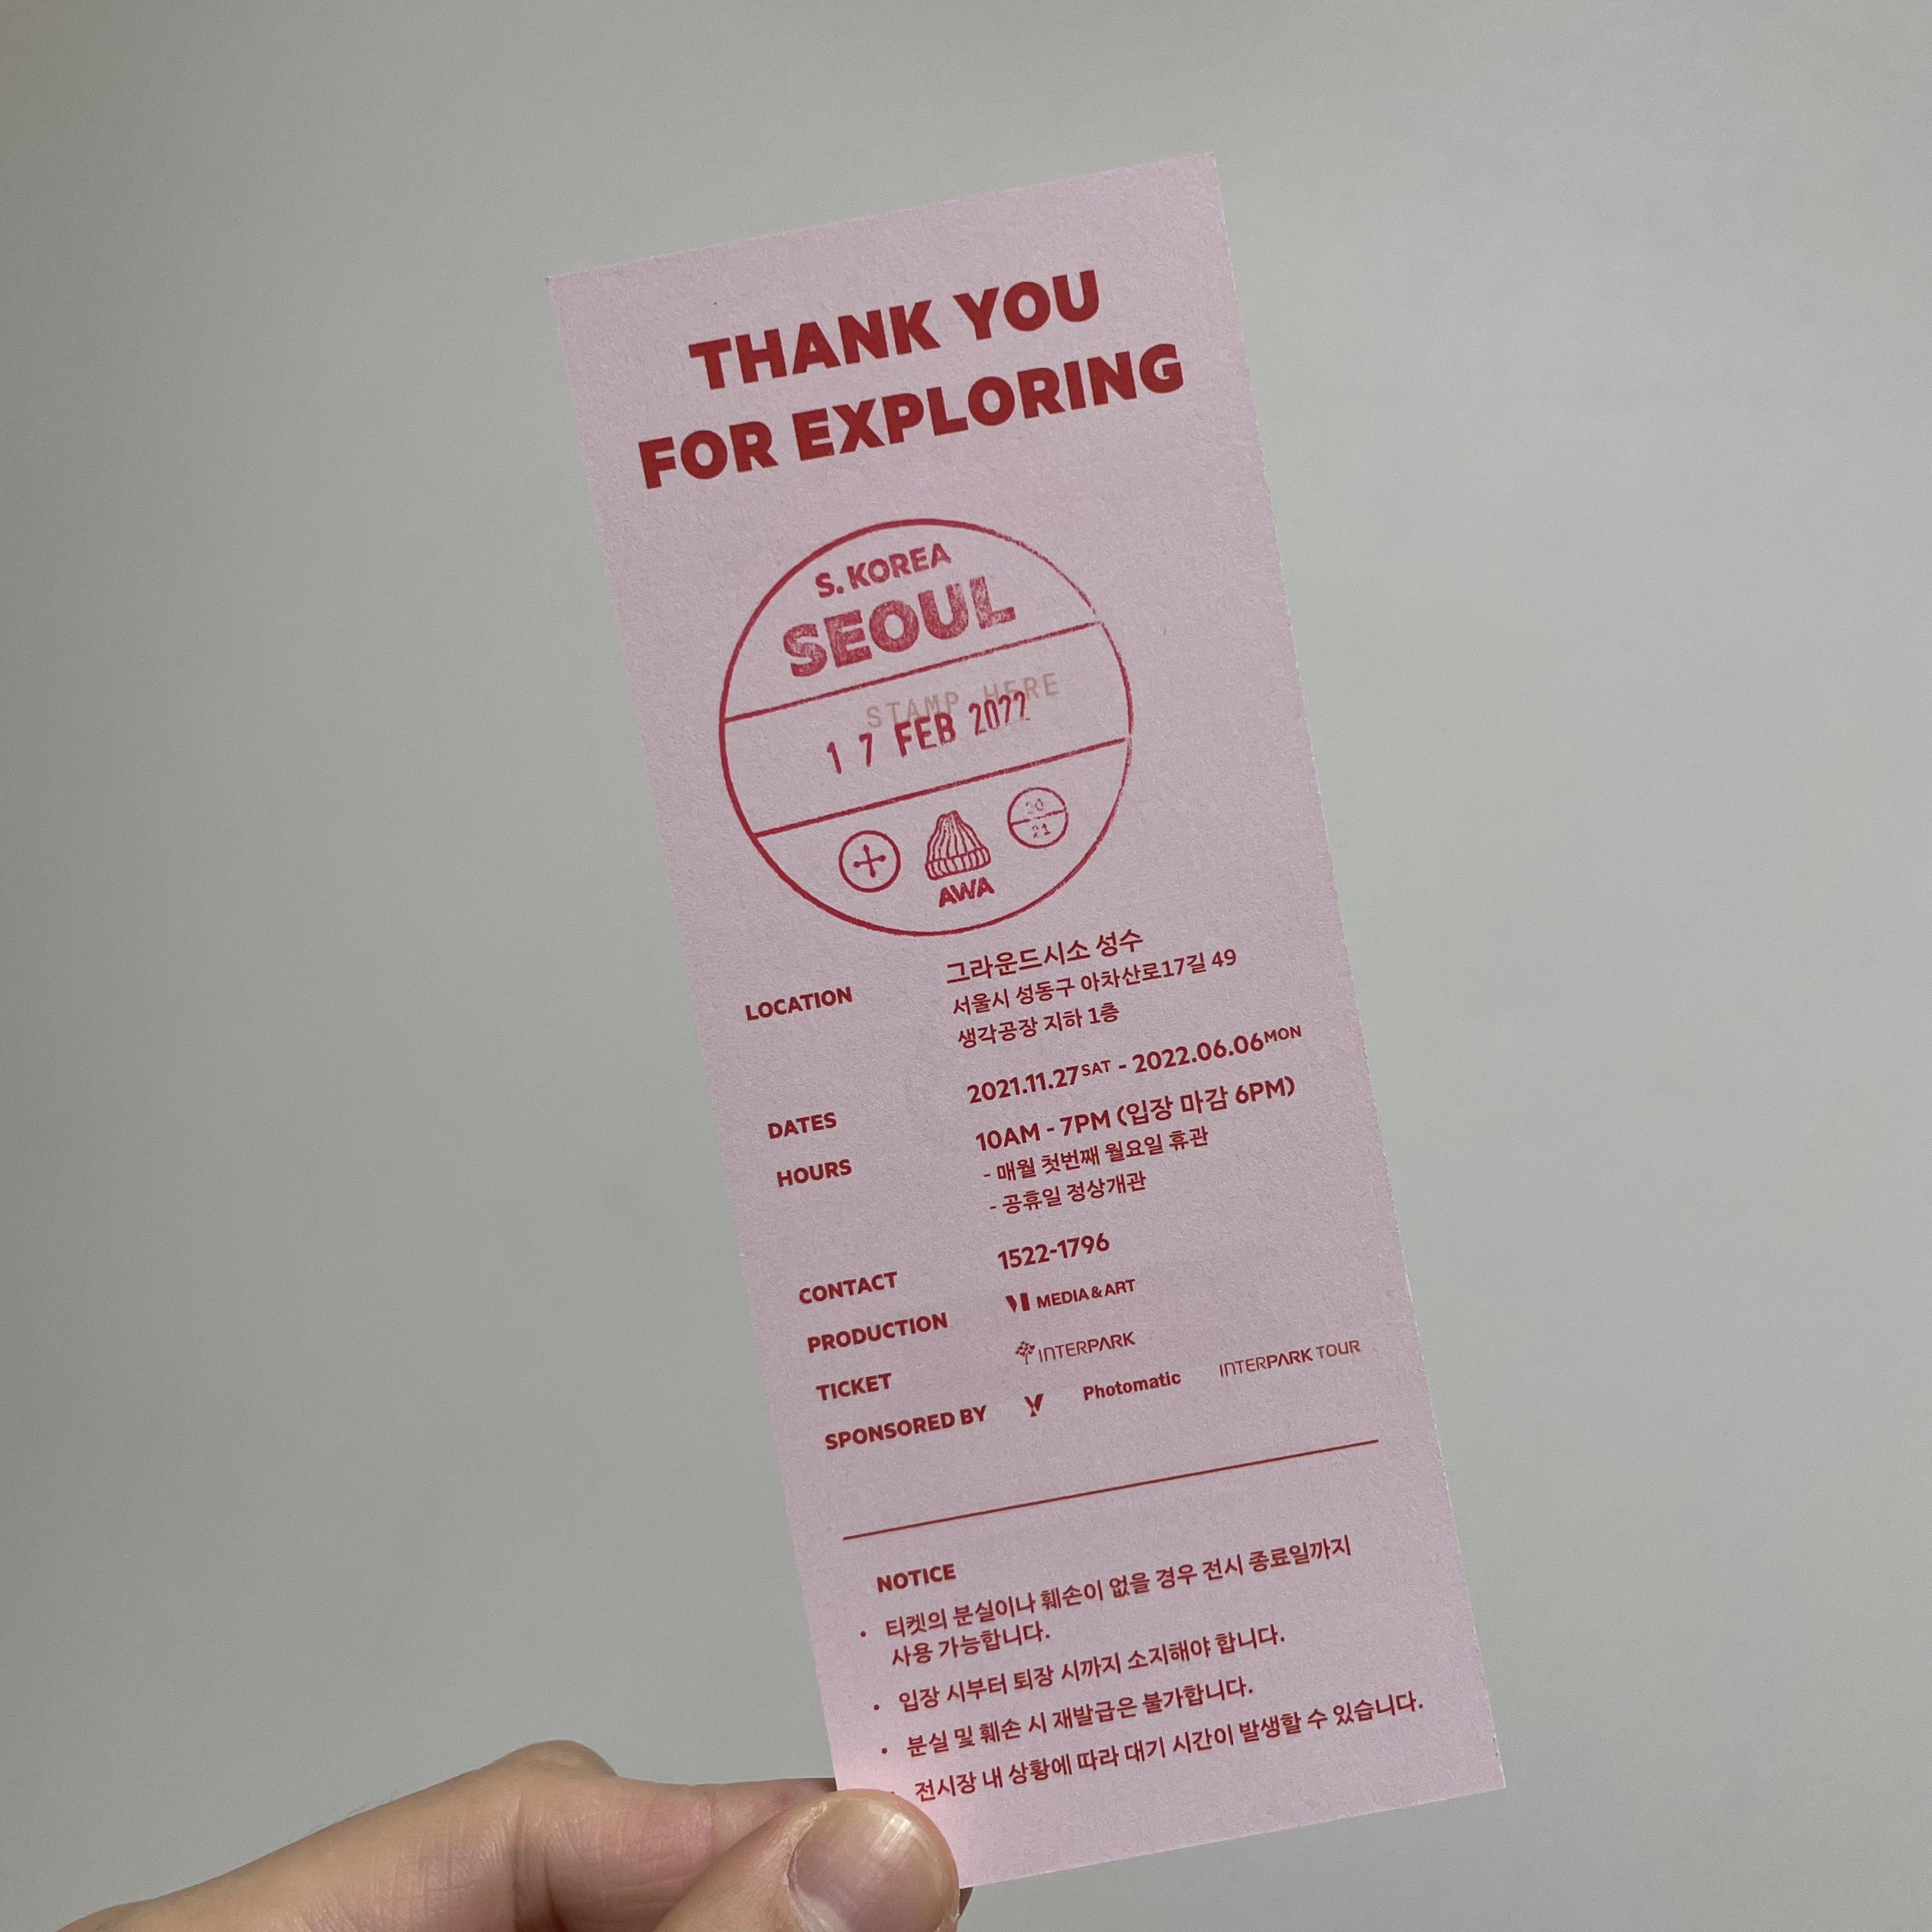 THANK YOU
FOR EXPLORING
S. KOREA
SEOUL
STAMP HERE
17 FEB 2022
20
21
AWA
LOCATION
그라운드시소 성수
서울시 성동구 아차산로17길 49
생각공장 지하 1층
DATES
2021.11.27SAT - 2022.06.06MON
HOURS
10AM - 7PM (입장 마감 6PM)
- 매월 첫번째 월요일 휴관
- 공휴일 정상개관
CONTACT
1522-1796
PRODUCTION
MEDIA & ART
TICKET
INTERPARK
SPONSORED BY
Photomatic
INTERPARK TOUR
NOTICE
• 티켓의 분실이나 훼손이 없을 경우 전시 종료일까지
사용 가능합니다.
• 입장 시부터 퇴장 시까지 소지해야 합니다.
• 분실 및 훼손 시 재발급은 불가합니다.
• 전시장 내 상황에 따라 대기 시간이 발생할 수 있습니다.